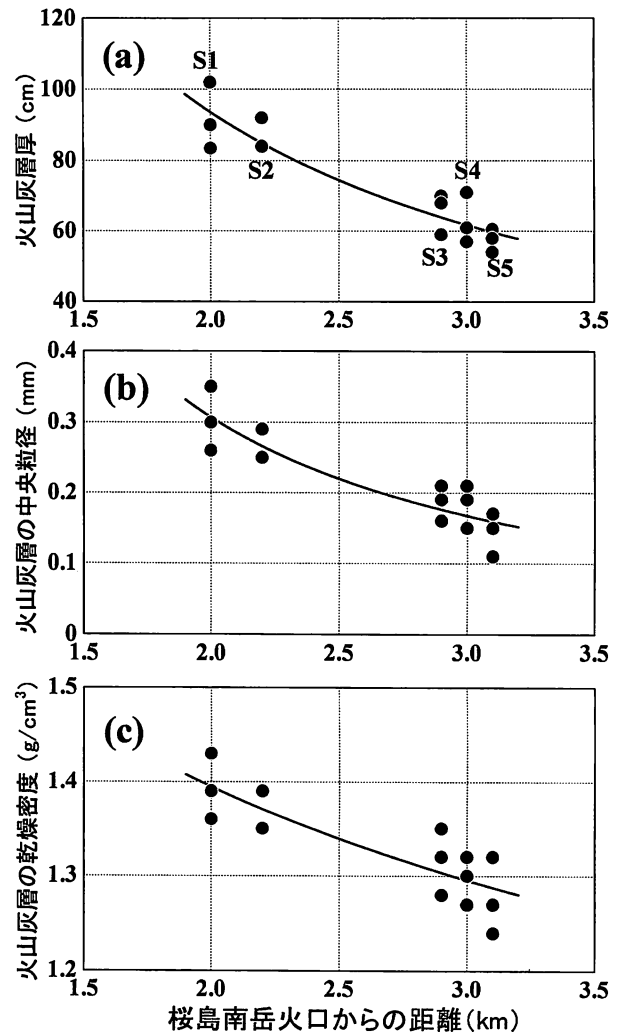 (a)
火山灰層厚 (cm)
120
100
80
60
40
S1
S2
S3
S4
S5
1.5 2.0 2.5 3.0 3.5
(b)
火山灰層の中央粒径 (mm)
0.4
0.3
0.2
0.1
0
1.5 2.0 2.5 3.0 3.5
(c)
火山灰層の乾燥密度 (g/cm³)
1.5
1.4
1.3
1.2
1.5 2.0 2.5 3.0 3.5
桜島南岳火口からの距離(km)